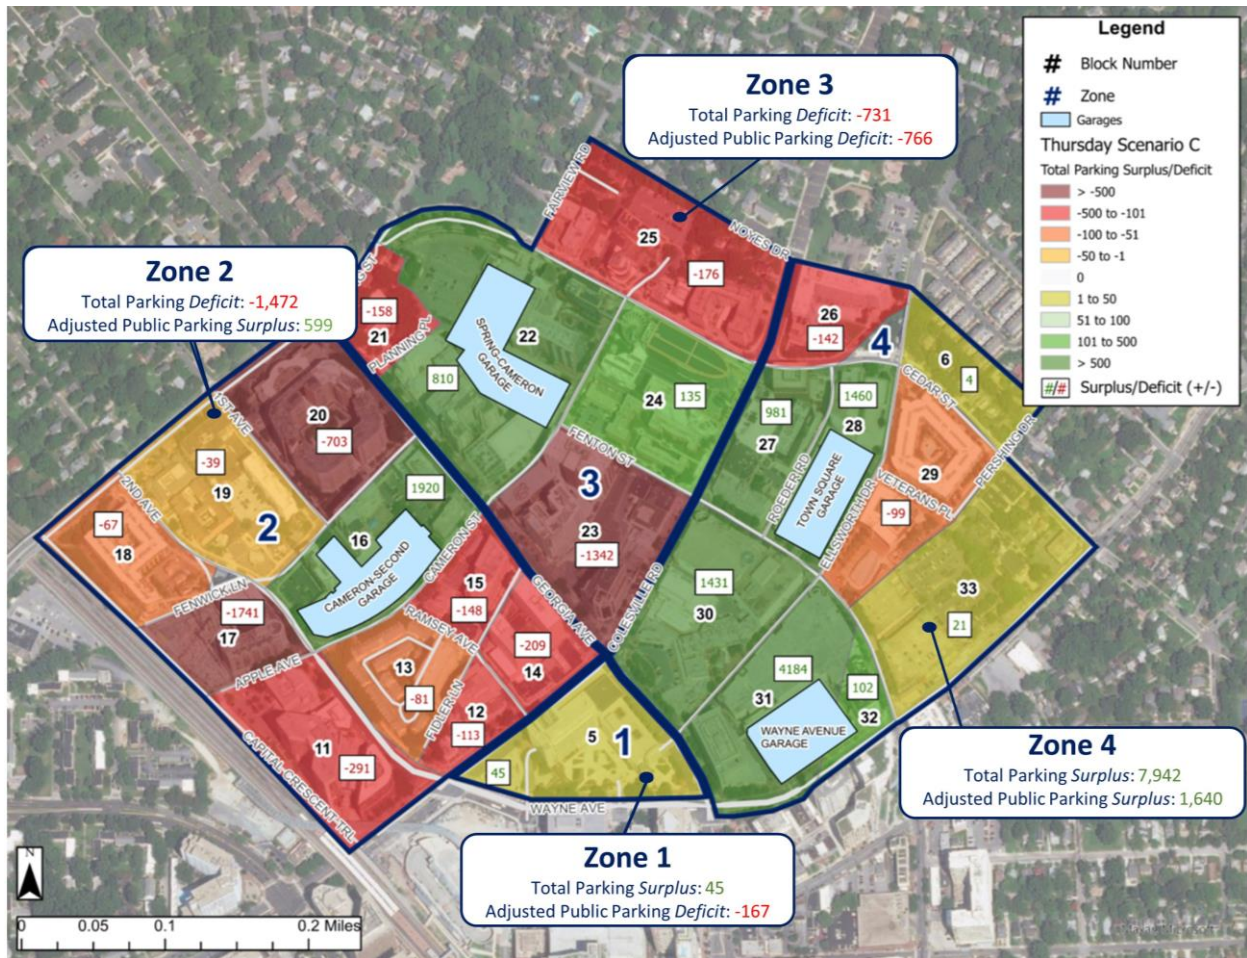 Zone 3
Total Parking Deficit: -731
Adjusted Public Parking Deficit: -766
Legend
# Block Number
# Zone
Garages
Thursday Scenario C
Total Parking Surplus/Deficit
> -500
-500 to -101
-100 to -51
-50 to -1
0
1 to 50
51 to 100
101 to 500
> 500
#/# Surplus/Deficit (+/-)
Zone 2
Total Parking Deficit: -1,472
Adjusted Public Parking Surplus: 599
FAIRVIEW RD
NOYES DR
25
-176
-158
21
PLANNING PL
SPRING-CAMERON
GARAGE
22
810
26
-142
4
6
4
CEDAR ST
PERSHING DR
1ST AVE
20
-703
24
135
981
27
1460
28
FENTON ST
ROEDER RD
TOWN SQUARE
GARAGE
29
VETERANS PL
-99
ELLSWORTH DR
2ND AVE
-39
19
2
1920
16
CAMERON-SECOND
GARAGE
CAMERON ST
3
23
-1342
-67
18
FENWICK LN
-1741
17
APPLE AVE
15
-148
RAMSEY AVE
GEORGIA AVE
COLESVILLE RD
1431
30
33
21
13
-81
FIDLER LN
-209
14
12
-113
11
-291
CAPITAL CRESCENT TRL
5
1
45
WAYNE AVE
4184
31
102
32
WAYNE AVENUE
GARAGE
Zone 4
Total Parking Surplus: 7,942
Adjusted Public Parking Surplus: 1,640
Zone 1
Total Parking Surplus: 45
Adjusted Public Parking Deficit: -167
N
0 0.05 0.1 0.2 Miles